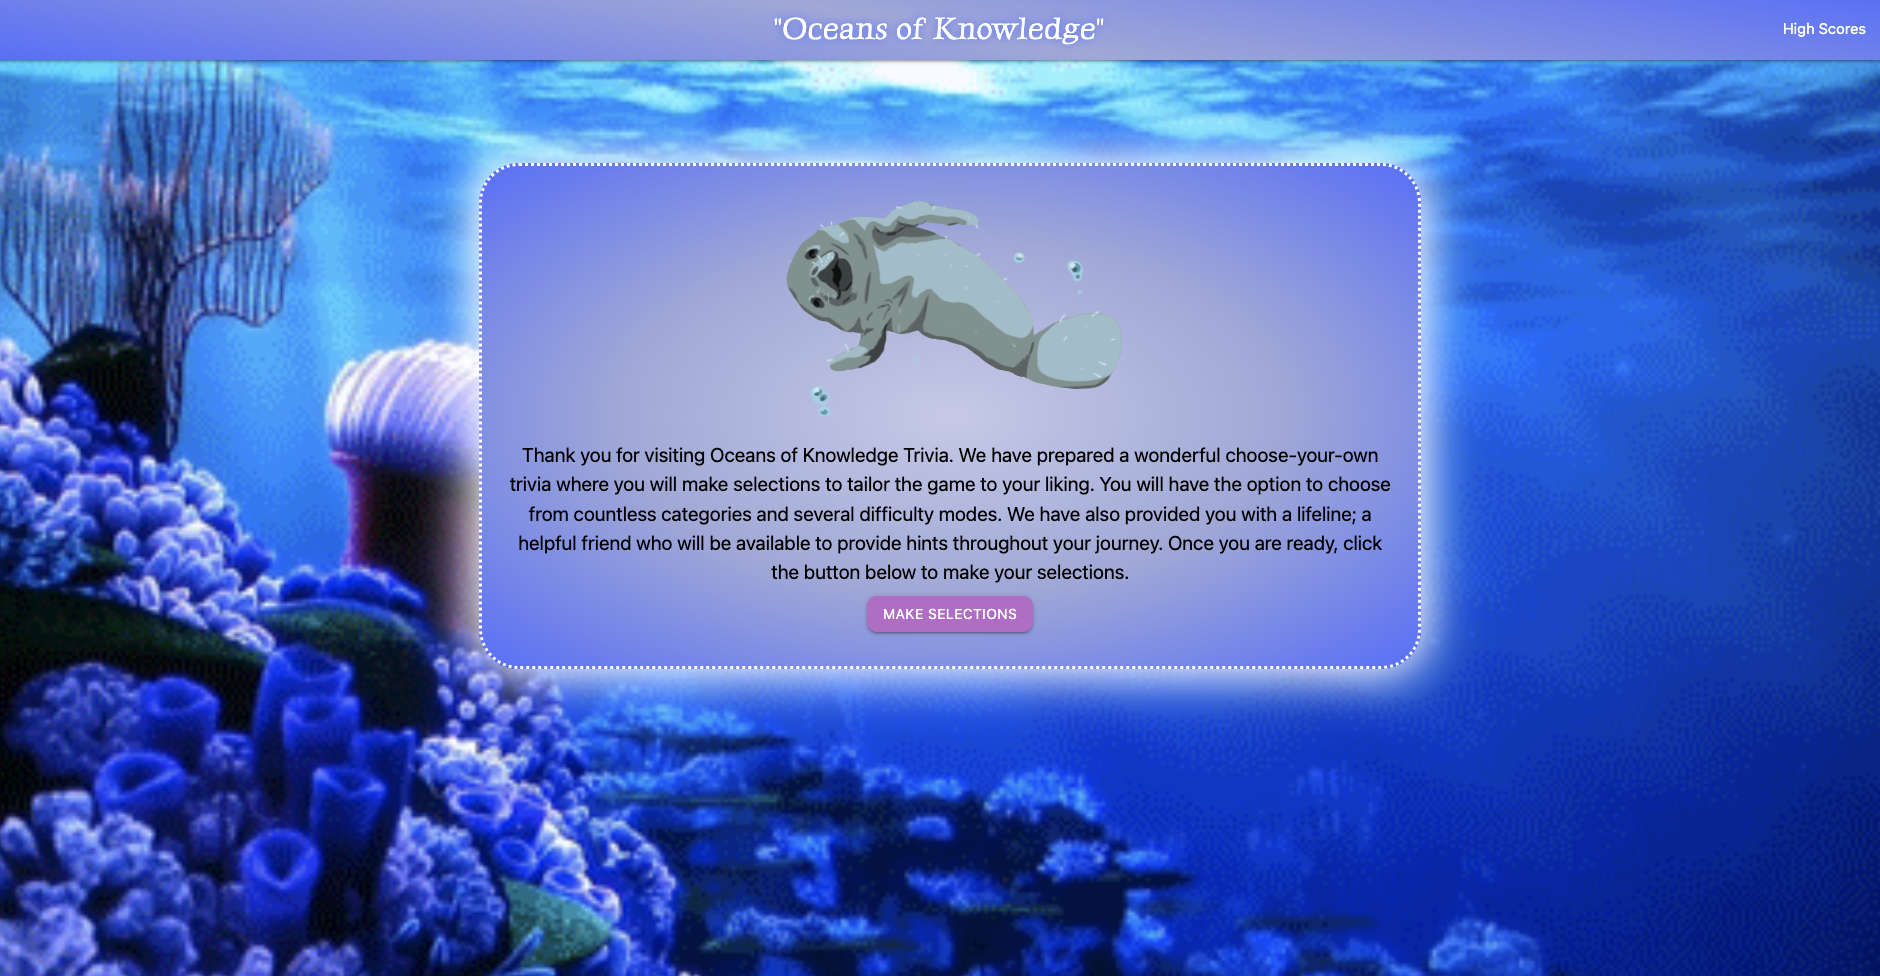 "Oceans of Knowledge"
High Scores
Thank you for visiting Oceans of Knowledge Trivia. We have prepared a wonderful choose-your-own
trivia where you will make selections to tailor the game to your liking. You will have the option to choose
from countless categories and several difficulty modes. We have also provided you with a lifeline; a
helpful friend who will be available to provide hints throughout your journey. Once you are ready, click
the button below to make your selections.
MAKE SELECTIONS